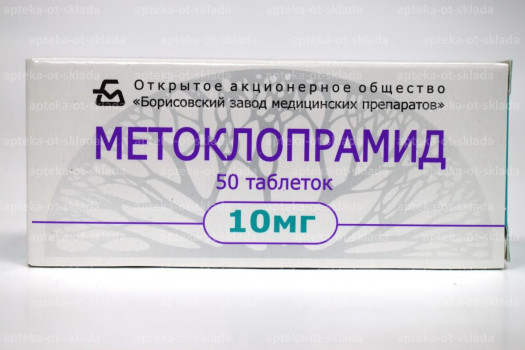 Открытое акционерное общество
«Борисовский завод медицинских препаратов»
МЕТОКЛОПРАМИД
50 таблеток
10мг
apteka-ot-sklada